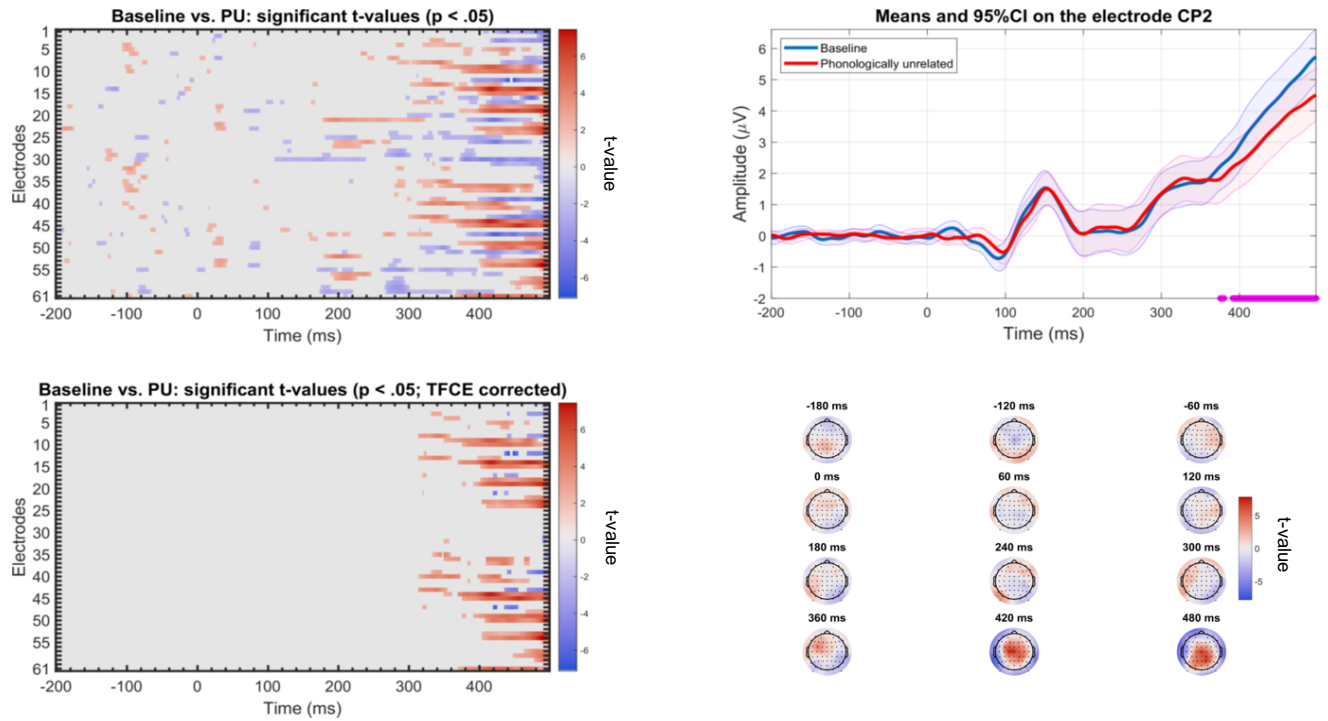 Baseline vs. PU: significant t-values (p < .05)
1
10
15
20
25
30
35
40
45
50
55
61
Electrodes
-200 -100 0 100 200 300 400
Time (ms)
6
4
2
0
-2
-4
-6
t-value
Means and 95%CI on the electrode CP2
Baseline
Phonologically unrelated
6
5
4
3
2
1
0
-1
-2
Amplitude (μV)
-200 -100 0 100 200 300 400
Time (ms)
Baseline vs. PU: significant t-values (p < .05; TFCE corrected)
1
10
15
20
25
30
35
40
45
50
55
61
Electrodes
-200 -100 0 100 200 300 400
Time (ms)
6
4
2
0
-2
-4
-6
t-value
-180 ms -120 ms -60 ms
0 ms 60 ms 120 ms
180 ms 240 ms 300 ms
360 ms 420 ms 480 ms
5
0
-5
t-value